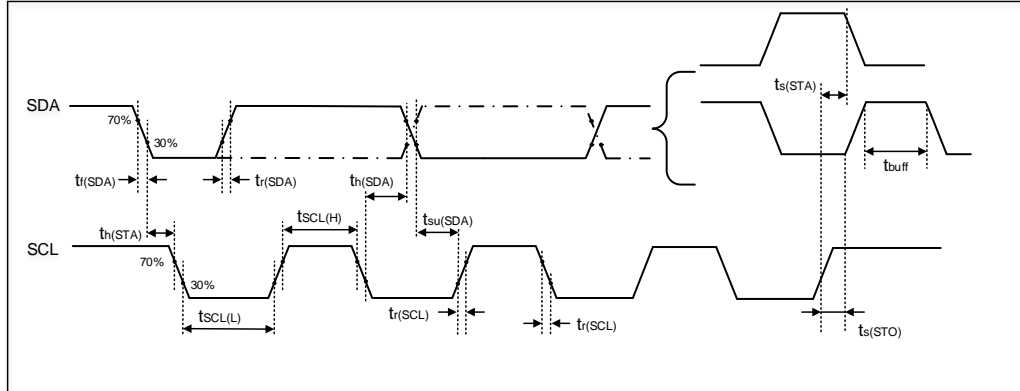 ts(STA)
SDA
70%
30%
tf(SDA)
tr(SDA)
th(SDA)
tbuff
th(STA)
tSCL(H)
tsu(SDA)
SCL
70%
30%
tSCL(L)
tr(SCL)
tr(SCL)
ts(STO)